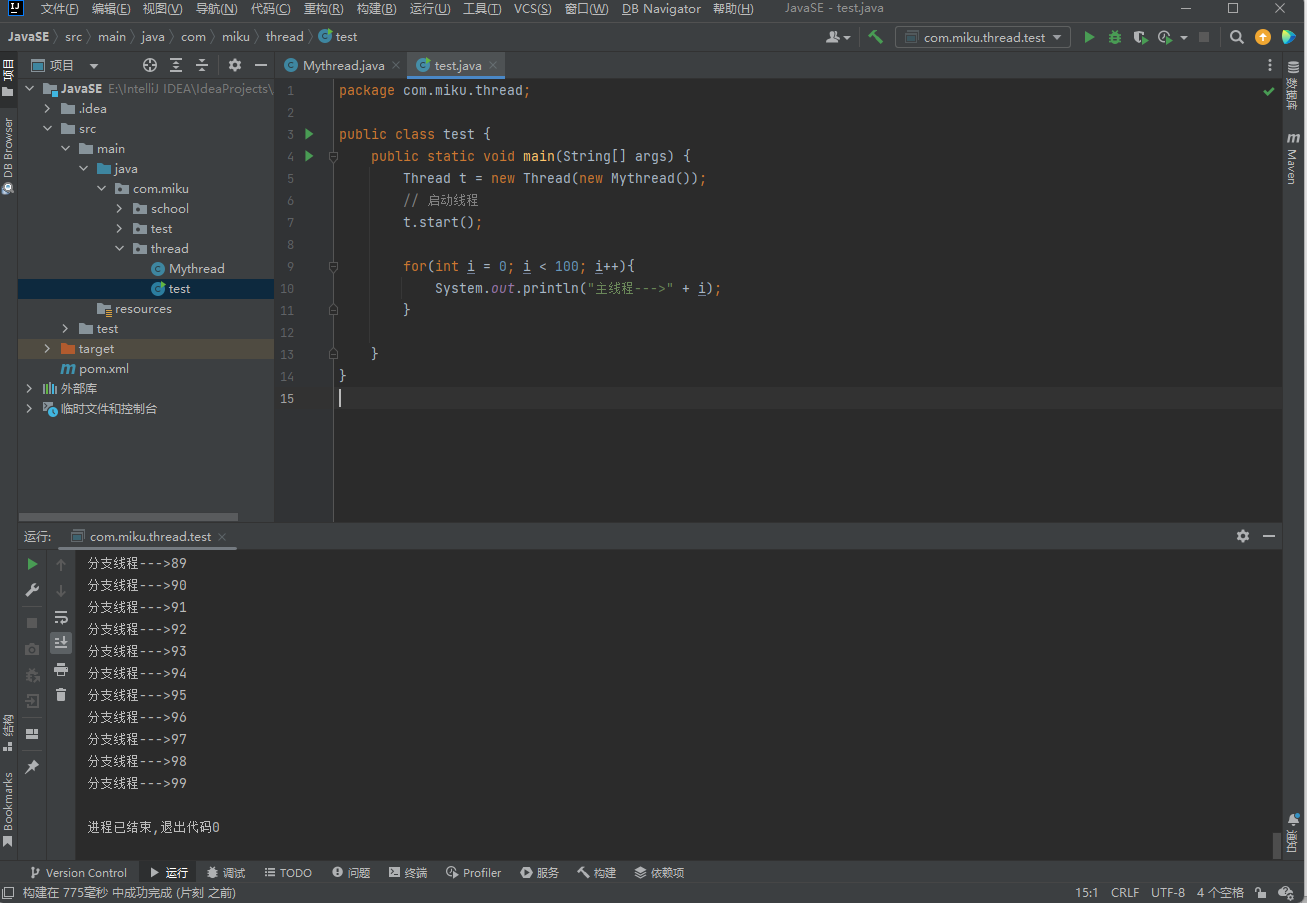 文件(F) 编辑(E) 视图(V) 导航(N) 代码(C) 重构(R) 构建(B) 运行(U) 工具(T) VCS(S) 窗口(W) DB Navigator 帮助(H) JavaSE - test.java
JavaSE src main java com miku thread test com.miku.thread.test
项目
DB Browser
结构
Bookmarks
项目
JavaSE E:\IntelliJ IDEA\IdeaProjects\
.idea
src
main
java
com.miku
school
test
thread
Mythread
test
resources
test
target
pom.xml
外部库
临时文件和控制台
Mythread.java test.java
1 package com.miku.thread;
2
3 public class test {
4 public static void main(String[] args) {
5 Thread t = new Thread(new Mythread());
6 // 启动线程
7 t.start();
8
9 for(int i = 0; i < 100; i++){
10 System.out.println("主线程--->" + i);
11 }
12
13 }
14 }
15
数据库
Maven
通知
运行: com.miku.thread.test
分支线程--->89
分支线程--->90
分支线程--->91
分支线程--->92
分支线程--->93
分支线程--->94
分支线程--->95
分支线程--->96
分支线程--->97
分支线程--->98
分支线程--->99
进程已结束,退出代码0
Version Control 运行 调试 TODO 问题 终端 Profiler 服务 构建 依赖项
构建在 775毫秒 中成功完成 (片刻 之前) 15:1 CRLF UTF-8 4 个空格